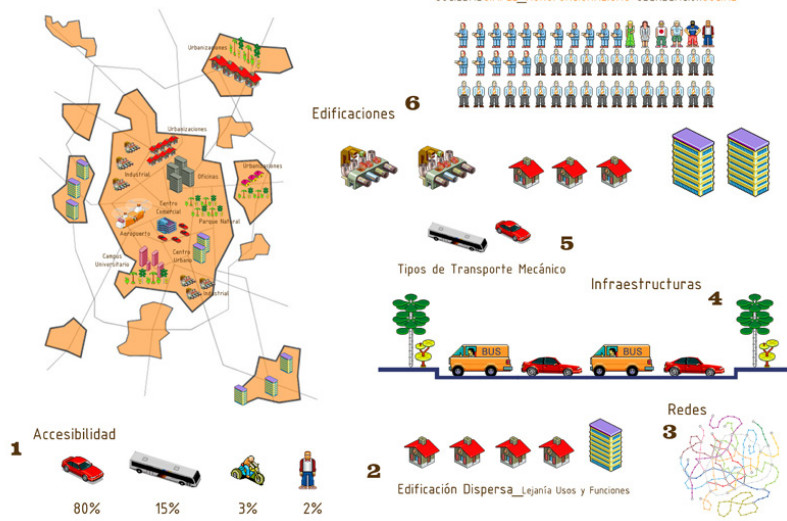 Urbanizaciones
Urbanizaciones
Industrial
Oficinas
Urbanizaciones
Centro
Comercial
Parque Natural
Aeropuerto
Centro
Urbano
Campus
Universitario
Industrial
6
Edificaciones
5
Tipos de Transporte Mecánico
Infraestructuras
4
BUS
BUS
1
Accesibilidad
80%
15%
3%
2%
2
Edificación Dispersa_Lejanía Usos y Funciones
Redes
3